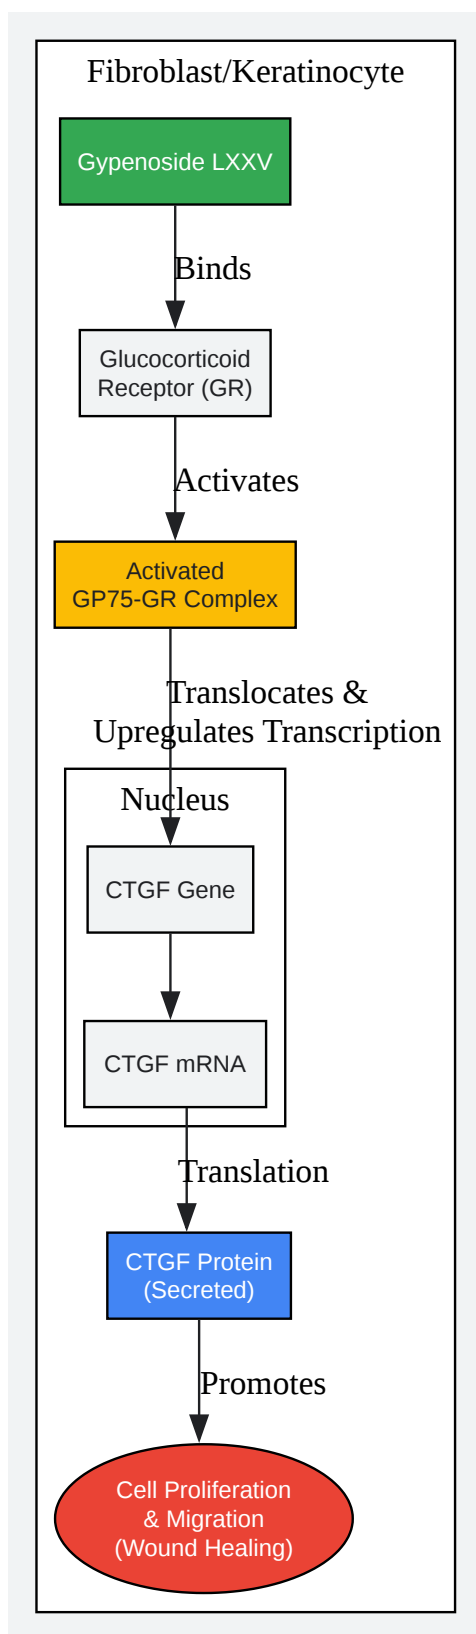 Fibroblast/Keratinocyte
Gypenoside LXXV
Binds
Glucocorticoid
Receptor (GR)
Activates
Activated
GP75-GR Complex
Translocates &
Upregulates Transcription
Nucleus
CTGF Gene
CTGF mRNA
Translation
CTGF Protein
(Secreted)
Promotes
Cell Proliferation
& Migration
(Wound Healing)